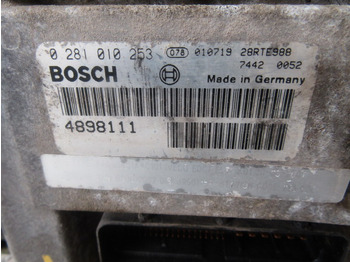 0 281 010 253 078 010719 28RTE988
BOSCH 7442 0052
Made in Germany
4898111